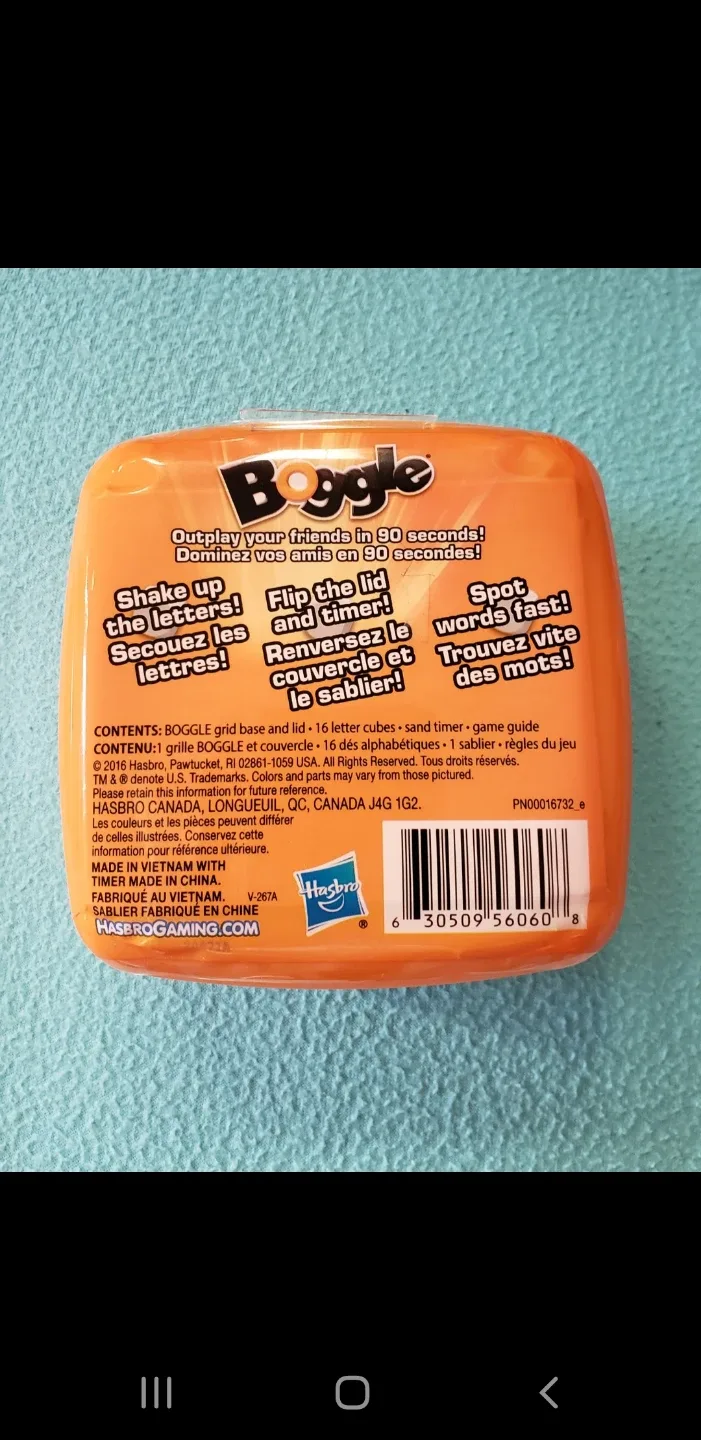 Boggle
Outplay your friends in 90 seconds!
Dominez vos amis en 90 secondes!
Shake up
the letters!
Secouez les
lettres!
Flip the lid
and timer!
Renversez le
couvercle et
le sablier!
Spot
words fast!
Trouvez vite
des mots!
CONTENTS: BOGGLE grid base and lid • 16 letter cubes • sand timer • game guide
CONTENU:1 grille BOGGLE et couvercle • 16 dés alphabétiques • 1 sablier • règles du jeu
© 2016 Hasbro, Pawtucket, RI 02861-1059 USA. All Rights Reserved. Tous droits réservés.
TM & ® denote U.S. Trademarks. Colors and parts may vary from those pictured.
Please retain this information for future reference.
HASBRO CANADA, LONGUEUIL, QC, CANADA J4G 1G2.
PN00016732_e
Les couleurs et les pièces peuvent différer
de celles illustrées. Conservez cette
information pour référence ultérieure.
MADE IN VIETNAM WITH
TIMER MADE IN CHINA.
FABRIQUÉ AU VIETNAM. V-267A
SABLIER FABRIQUÉ EN CHINE
HASBROGAMING.COM
Hasbro ®
6 30509 56060 8